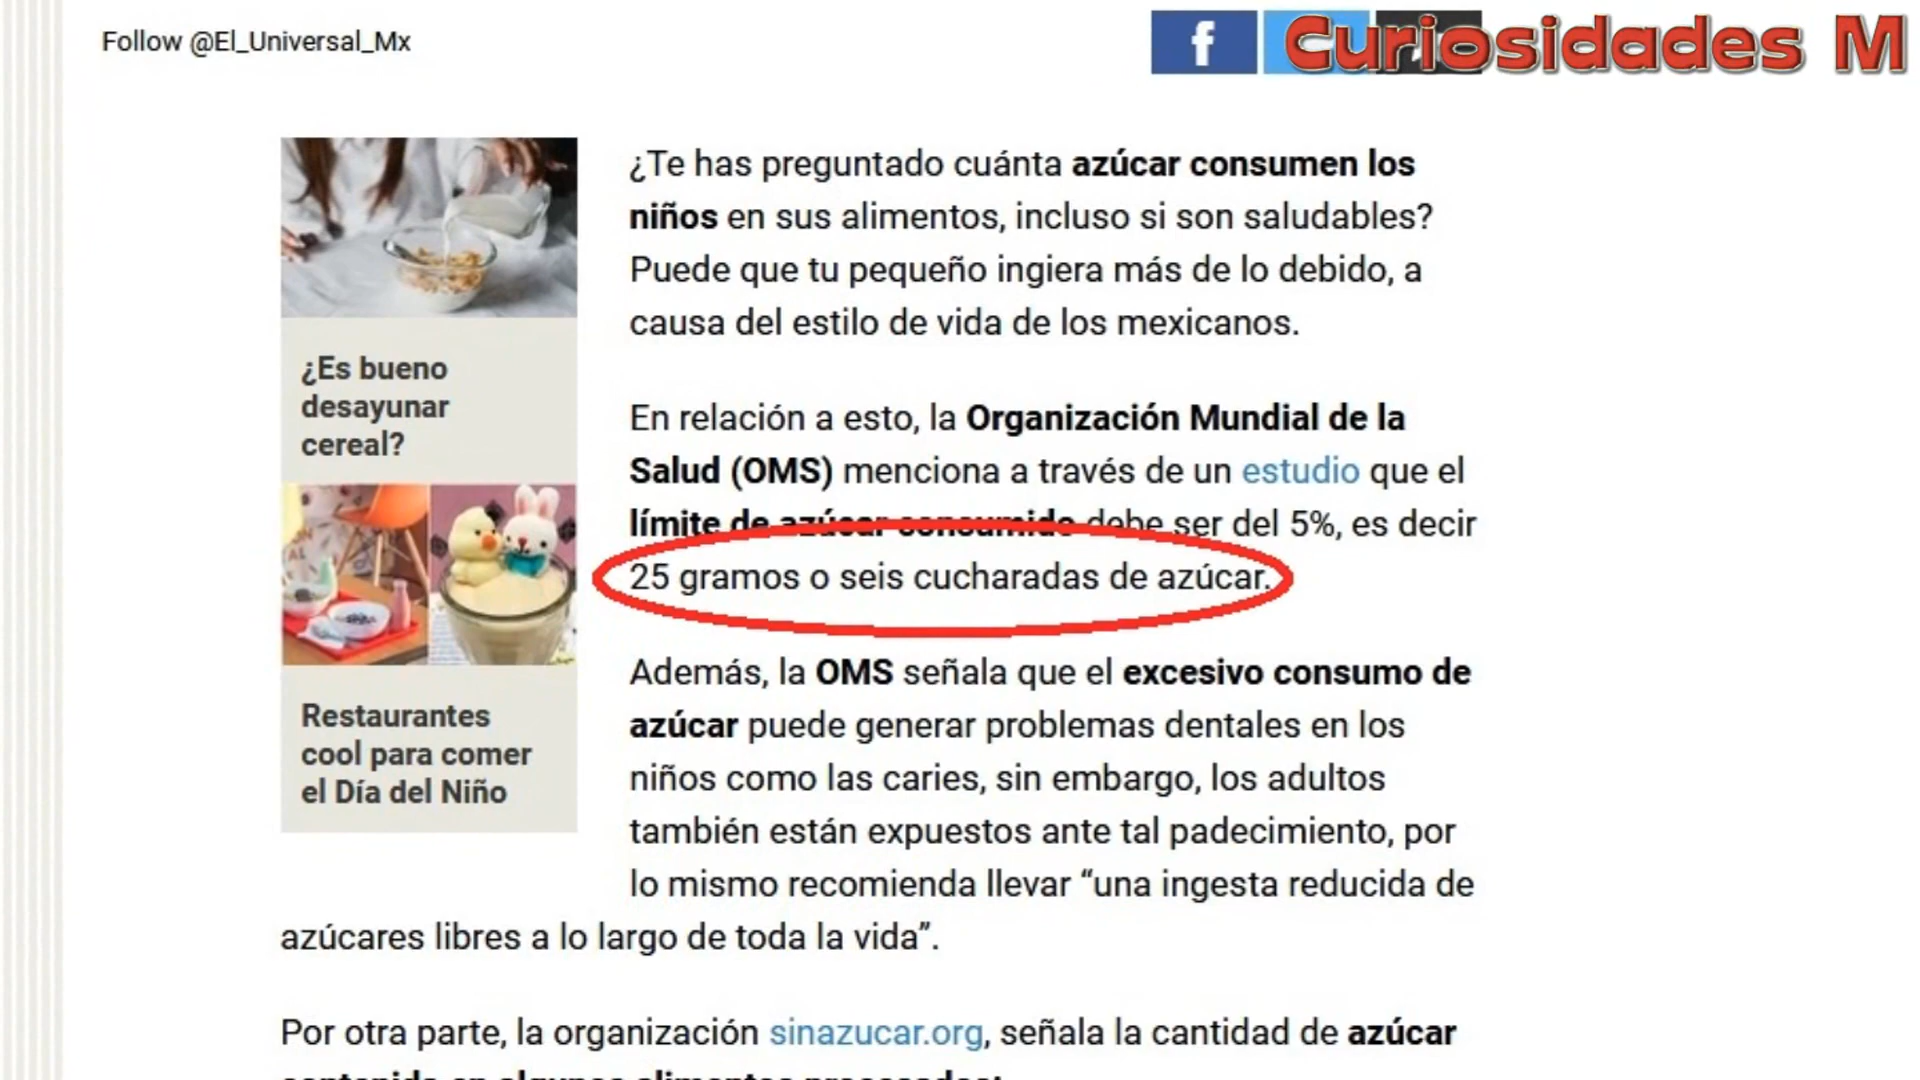 Follow @El_Universal_Mx
f
Curiosidades M
¿Es bueno
desayunar
cereal?
Restaurantes
cool para comer
el Día del Niño
¿Te has preguntado cuánta azúcar consumen los
niños en sus alimentos, incluso si son saludables?
Puede que tu pequeño ingiera más de lo debido, a
causa del estilo de vida de los mexicanos.
En relación a esto, la Organización Mundial de la
Salud (OMS) menciona a través de un estudio que el
límite de azúcar consumido debe ser del 5%, es decir
25 gramos o seis cucharadas de azúcar.
Además, la OMS señala que el excesivo consumo de
azúcar puede generar problemas dentales en los
niños como las caries, sin embargo, los adultos
también están expuestos ante tal padecimiento, por
lo mismo recomienda llevar “una ingesta reducida de
azúcares libres a lo largo de toda la vida”.
Por otra parte, la organización sinazucar.org, señala la cantidad de azúcar
contenida en algunos alimentos procesados: